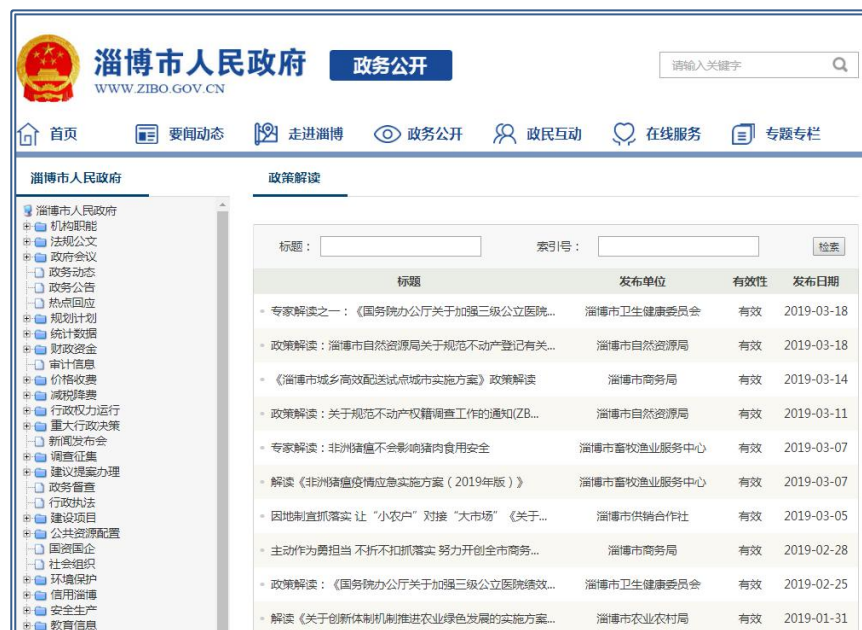 淄博市人民政府
WWW.ZIBO.GOV.CN
政务公开
请输入关键字
首页 要闻动态 走进淄博 政务公开 政民互动 在线服务 专题专栏
淄博市人民政府
淄博市人民政府
机构职能
法规公文
政府会议
政务动态
政务公告
热点回应
规划计划
统计数据
财政资金
审计信息
价格收费
减税降费
行政权力运行
重大行政决策
新闻发布会
调查征集
建议提案办理
政务督查
行政执法
建设项目
公共资源配置
国资国企
社会组织
环境保护
信用淄博
安全生产
教育信息
政策解读
标题： 索引号： 检索
标题 发布单位 有效性 发布日期
专家解读之一：《国务院办公厅关于加强三级公立医院... 淄博市卫生健康委员会 有效 2019-03-18
政策解读：淄博市自然资源局关于规范不动产登记有关... 淄博市自然资源局 有效 2019-03-18
《淄博市城乡高效配送试点城市实施方案》政策解读 淄博市商务局 有效 2019-03-14
政策解读：关于规范不动产权籍调查工作的通知(ZB... 淄博市自然资源局 有效 2019-03-11
专家解读：非洲猪瘟不会影响猪肉食用安全 淄博市畜牧渔业服务中心 有效 2019-03-07
解读《非洲猪瘟疫情应急实施方案（2019年版）》 淄博市畜牧渔业服务中心 有效 2019-03-07
因地制宜抓落实 让“小农户”对接“大市场”《关于... 淄博市供销合作社 有效 2019-03-05
主动作为勇担当 不折不扣抓落实 努力开创全市商务... 淄博市商务局 有效 2019-02-28
政策解读：《国务院办公厅关于加强三级公立医院绩效... 淄博市卫生健康委员会 有效 2019-02-25
解读《关于创新体制机制推进农业绿色发展的实施方案... 淄博市农业农村局 有效 2019-01-31